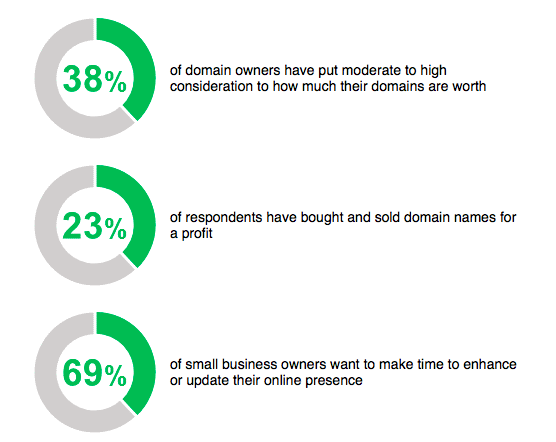 38%
of domain owners have put moderate to high
consideration to how much their domains are worth
23%
of respondents have bought and sold domain names for
a profit
69%
of small business owners want to make time to enhance
or update their online presence